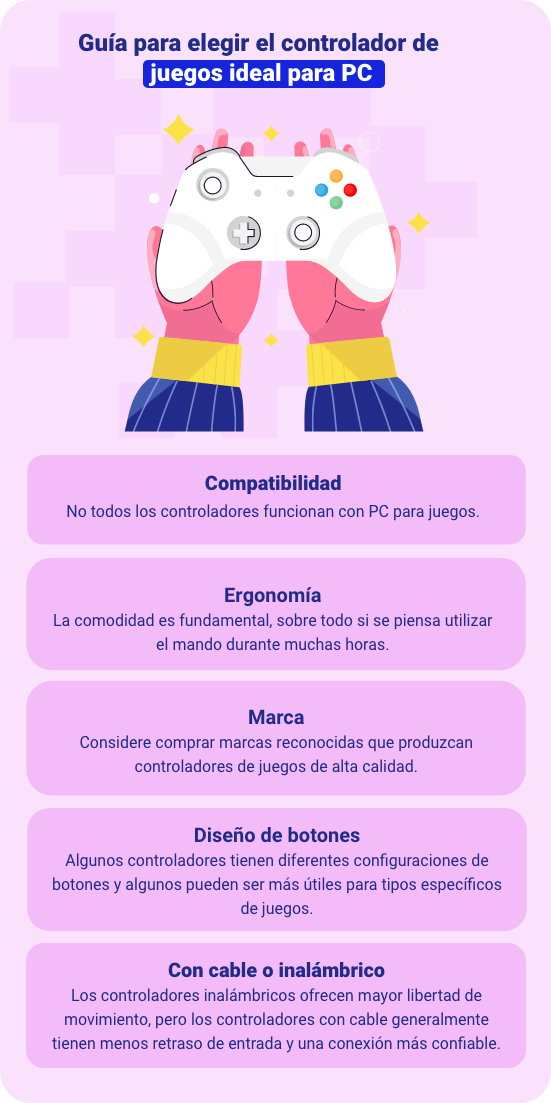 Guía para elegir el controlador de
juegos ideal para PC
Compatibilidad
No todos los controladores funcionan con PC para juegos.
Ergonomía
La comodidad es fundamental, sobre todo si se piensa utilizar
el mando durante muchas horas.
Marca
Considere comprar marcas reconocidas que produzcan
controladores de juegos de alta calidad.
Diseño de botones
Algunos controladores tienen diferentes configuraciones de
botones y algunos pueden ser más útiles para tipos específicos
de juegos.
Con cable o inalámbrico
Los controladores inalámbricos ofrecen mayor libertad de
movimiento, pero los controladores con cable generalmente
tienen menos retraso de entrada y una conexión más confiable.